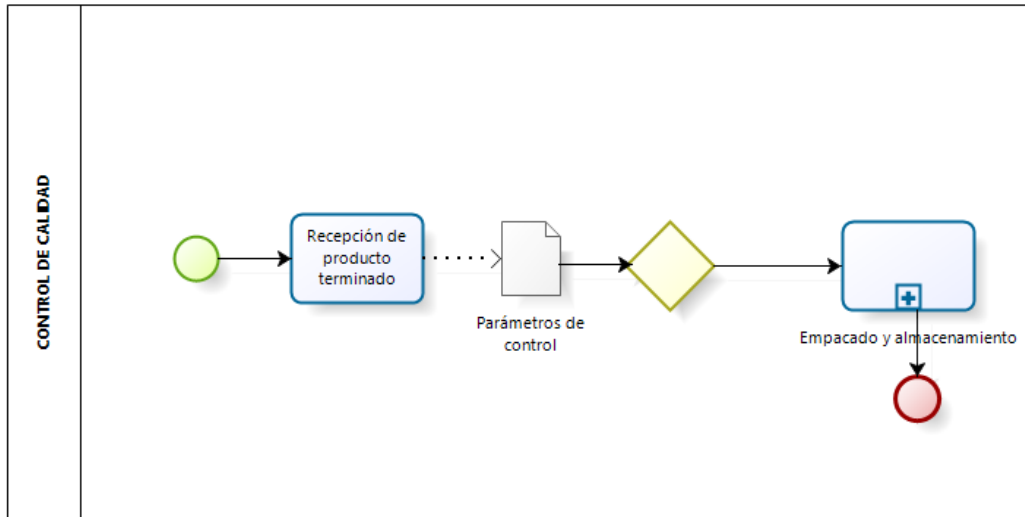 CONTROL DE CALIDAD
Recepción de
producto
terminado
Parámetros de
control
Empacado y almacenamiento